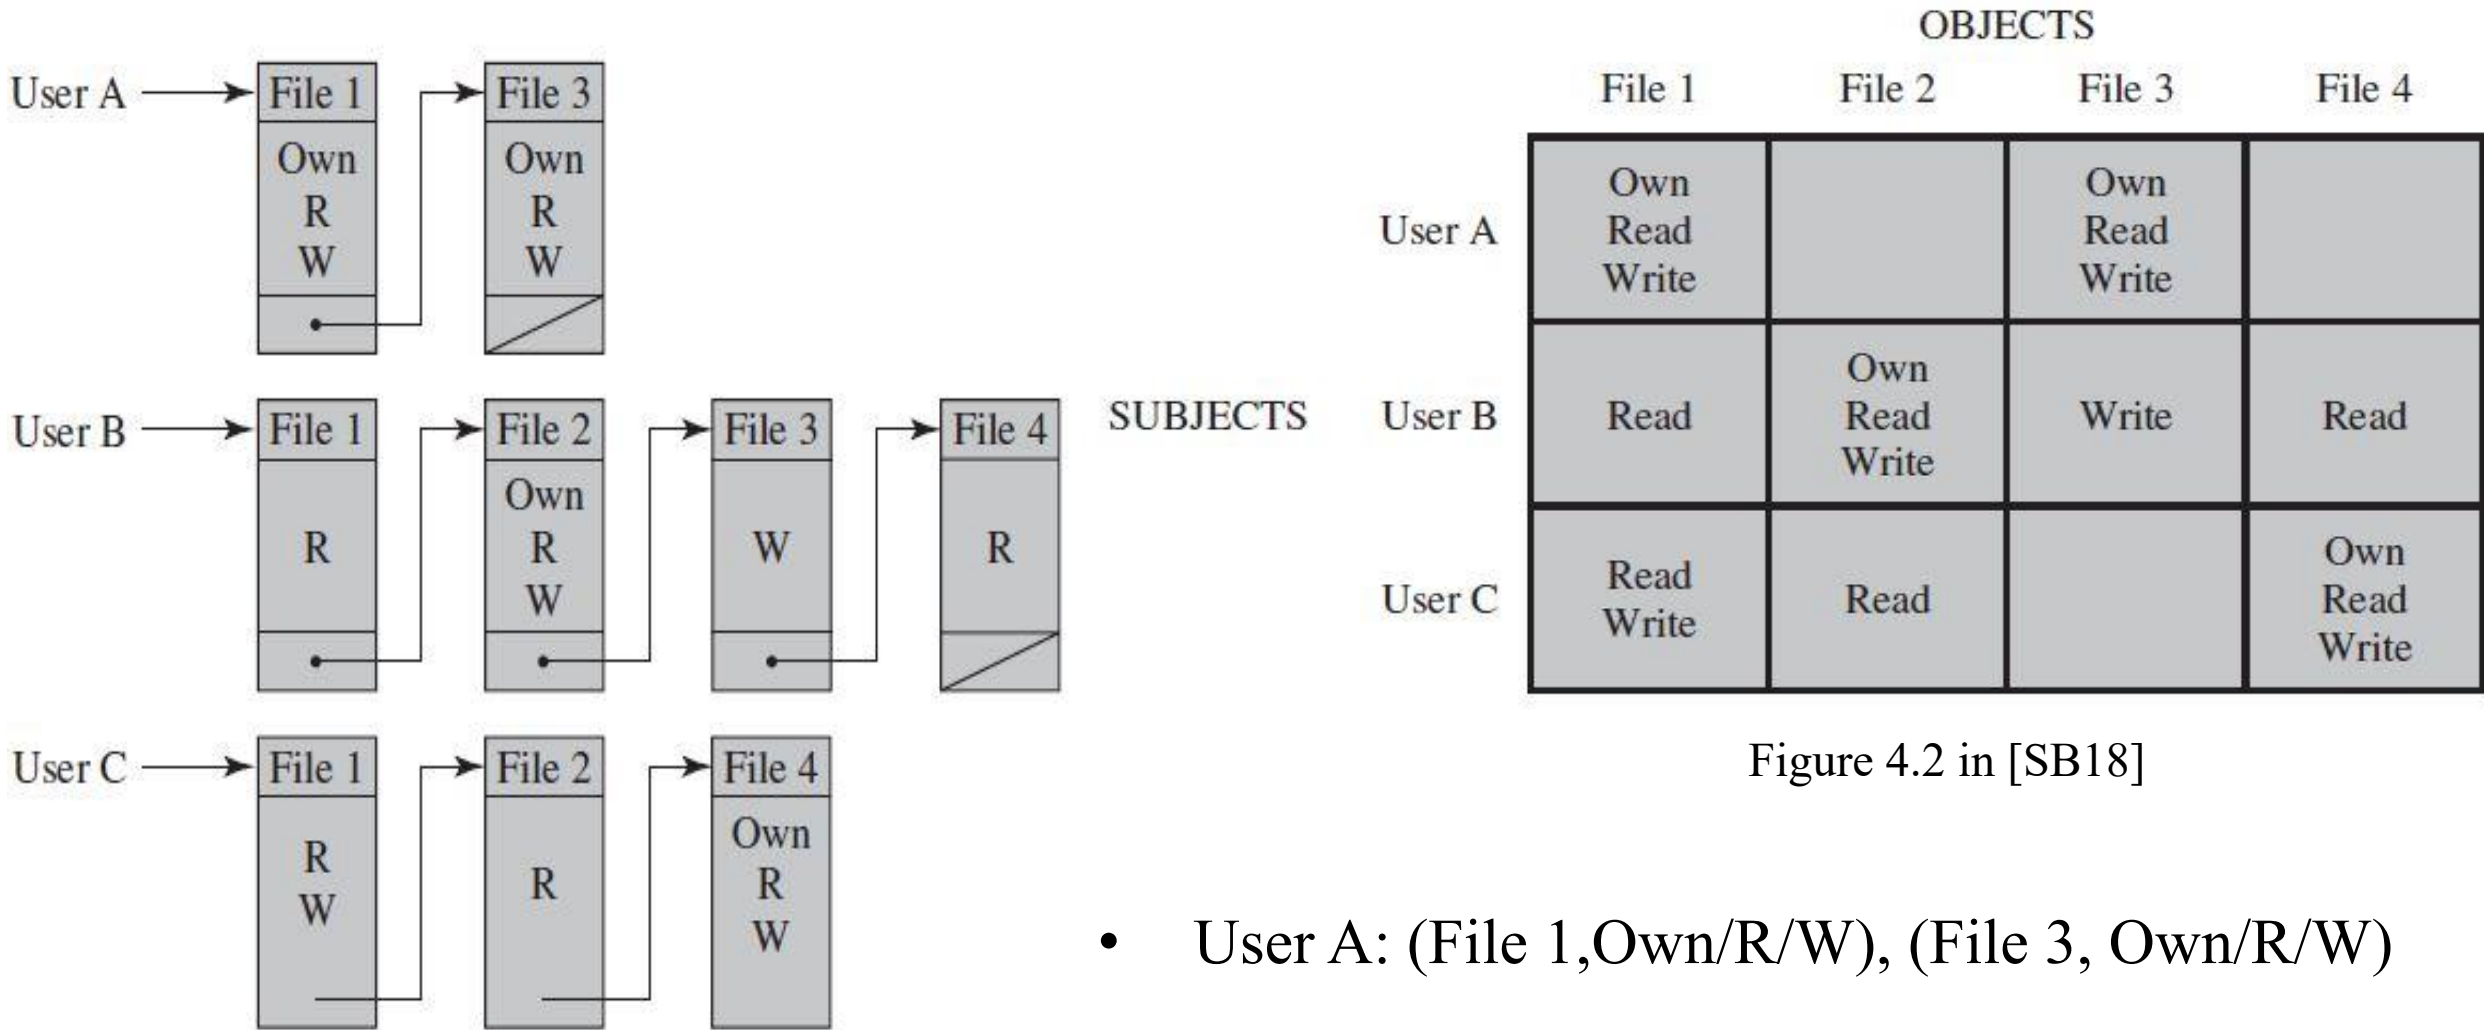 User A
File 1
Own
R
W
File 3
Own
R
W
User B
File 1
R
File 2
Own
R
W
File 3
W
File 4
R
User C
File 1
R
W
File 2
R
File 4
Own
R
W
OBJECTS
File 1 File 2 File 3 File 4
SUBJECTS
User A
Own
Read
Write
Own
Read
Write
User B
Read
Own
Read
Write
Write
Read
User C
Read
Write
Read
Own
Read
Write
Figure 4.2 in [SB18]
• User A: (File 1,Own/R/W), (File 3, Own/R/W)